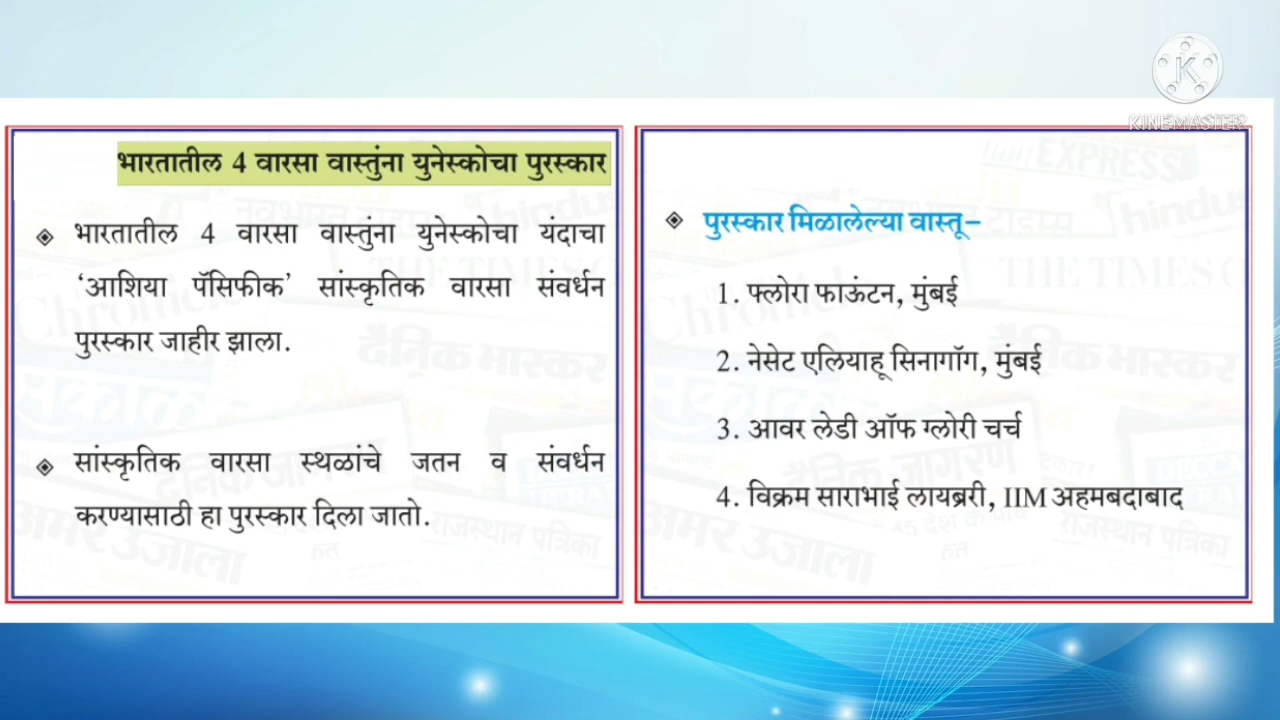 KINEMASTER
भारतातील 4 वारसा वास्तुंना युनेस्कोचा पुरस्कार
भारतातील 4 वारसा वास्तुंना युनेस्कोचा यंदाचा
‘आशिया पॅसिफीक’ सांस्कृतिक वारसा संवर्धन
पुरस्कार जाहीर झाला.
सांस्कृतिक वारसा स्थळांचे जतन व संवर्धन
करण्यासाठी हा पुरस्कार दिला जातो.
पुरस्कार मिळालेल्या वास्तू –
1. फ्लोरा फाऊंटन, मुंबई
2. नेसेट एलियाहू सिनागॉग, मुंबई
3. आवर लेडी ऑफ ग्लोरी चर्च
4. विक्रम साराभाई लायब्ररी, IIM अहमबदाबाद